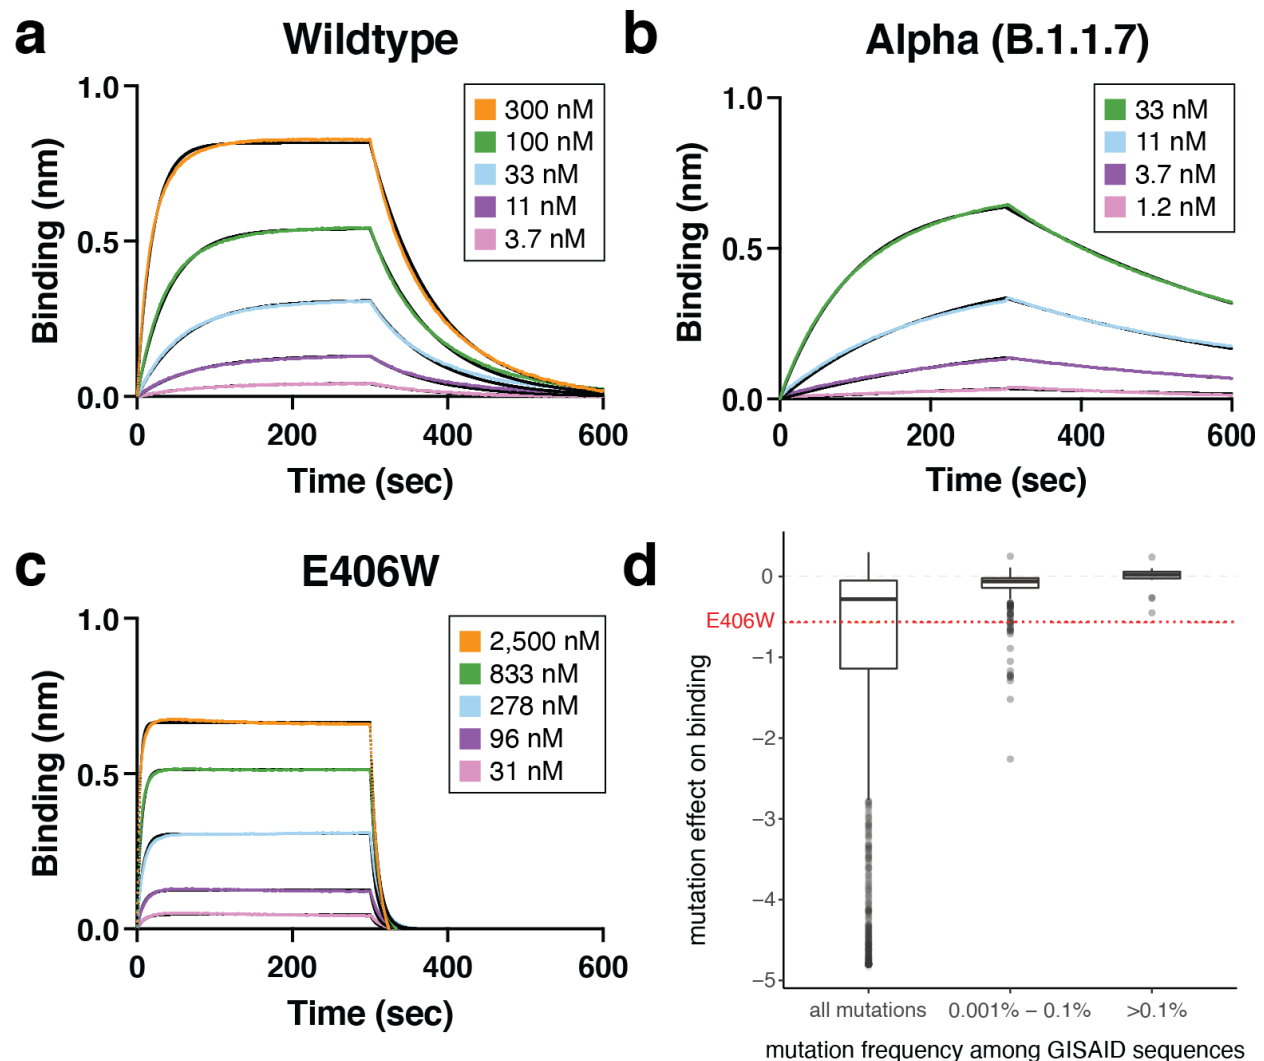 a
Wildtype
1.0
0.5
0.0
Binding (nm)
300 nM
100 nM
33 nM
11 nM
3.7 nM
0
200
400
600
Time (sec)
b
Alpha (B.1.1.7)
1.0
0.5
0.0
Binding (nm)
33 nM
11 nM
3.7 nM
1.2 nM
0
200
400
600
Time (sec)
c
E406W
1.0
0.5
0.0
Binding (nm)
2,500 nM
833 nM
278 nM
96 nM
31 nM
0
200
400
600
Time (sec)
d
0
E406W
−1
−2
−3
−4
−5
mutation effect on binding
all mutations
0.001% − 0.1%
>0.1%
mutation frequency among GISAID sequences